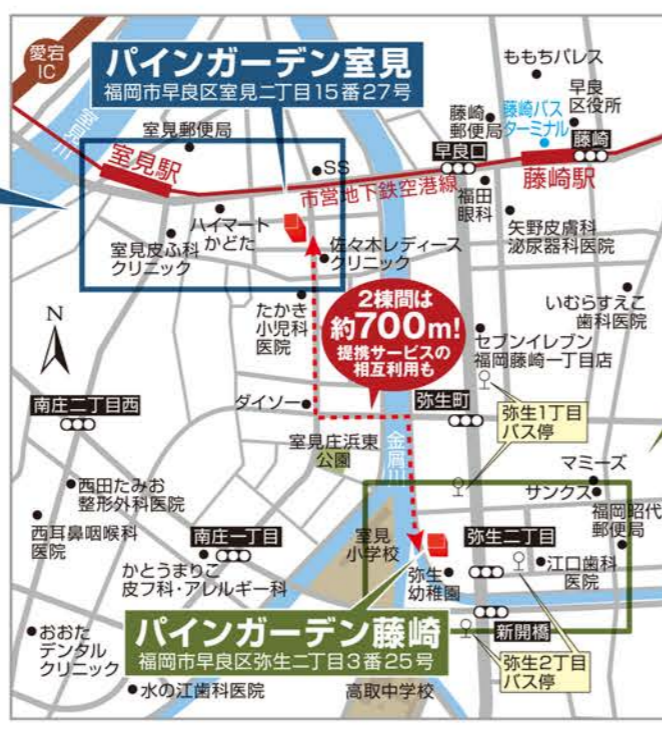 愛宕
IC
パインガーデン室見
福岡市早良区室見二丁目15番27号
ももちパレス
早良
区役所
藤崎
郵便局
藤崎バス
ターミナル
早良口
藤崎
室見川
室見郵便局
室見駅
SS
市営地下鉄空港線
藤崎駅
福田
眼科
矢野皮膚科
泌尿器科医院
ハイマート
かどた
室見皮ふ科
クリニック
佐々木レディース
クリニック
たかき
小児科
医院
2棟間は
約700m!
提携サービスの
相互利用も
いむらすえこ
歯科医院
セブンイレブン
福岡藤崎一丁目店
N
南庄二丁目西
ダイソー
弥生町
弥生1丁目
バス停
室見庄浜東
公園
金屑川
マミーズ
サンクス
福岡昭代
郵便局
西田たみお
整形外科医院
西耳鼻咽喉科
医院
南庄一丁目
かとうまりこ
皮フ科・アレルギー科
室見
小学校
弥生
幼稚園
弥生二丁目
江口歯科
医院
新開橋
パインガーデン藤崎
福岡市早良区弥生二丁目3番25号
弥生2丁目
バス停
おおた
デンタル
クリニック
水の江歯科医院
高取中学校